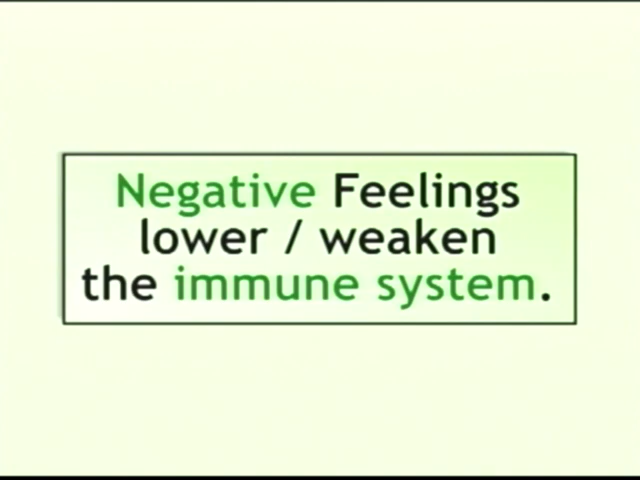 Negative Feelings
lower / weaken
the immune system.